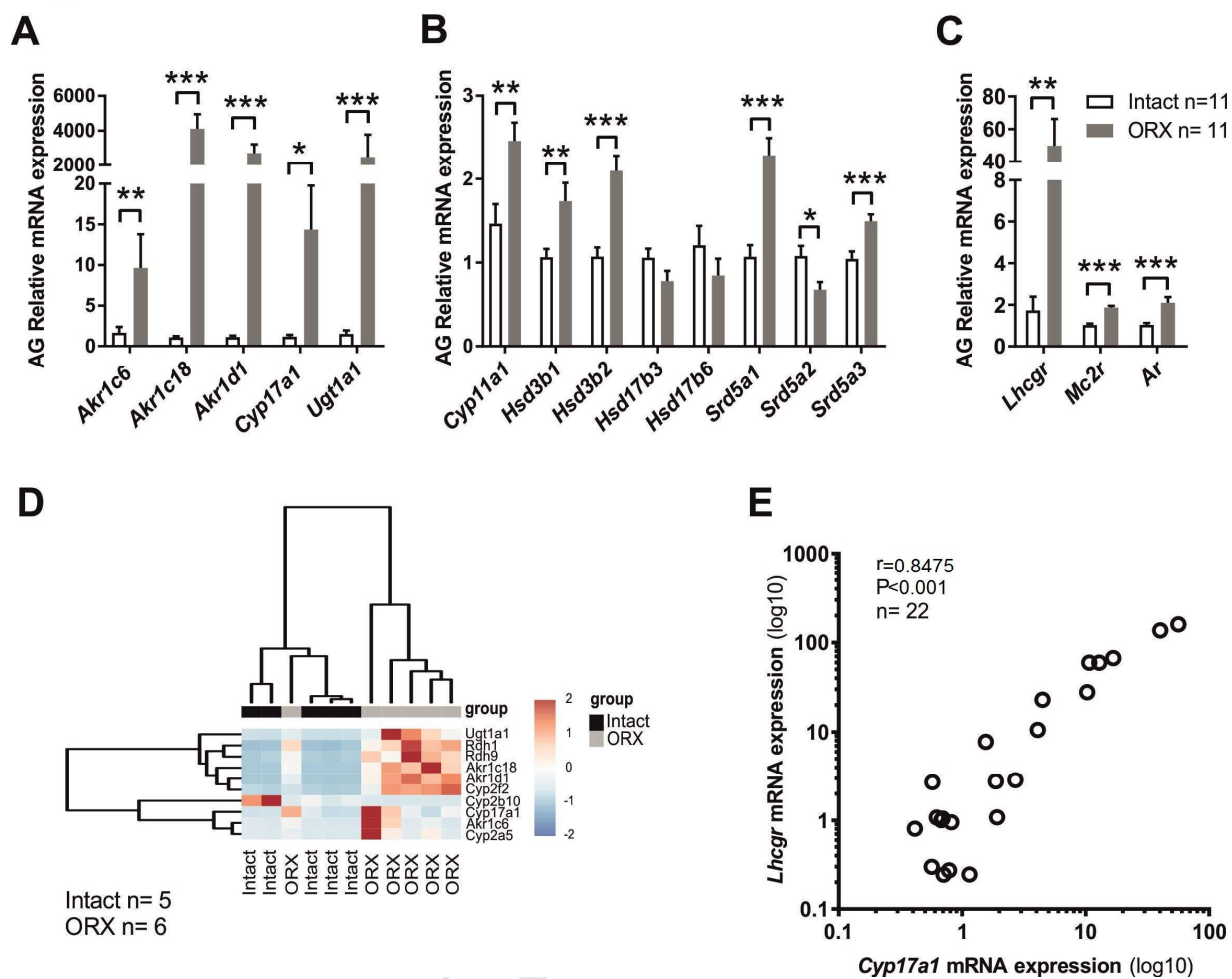 A
AG Relative mRNA expression
6000
4000
2000
20
15
10
5
0
**
***
***
*
***
Akr1c6
Akr1c18
Akr1d1
Cyp17a1
Ugt1a1
B
AG Relative mRNA expression
3
2
1
0
**
**
***
***
*
***
Cyp11a1
Hsd3b1
Hsd3b2
Hsd17b3
Hsd17b6
Srd5a1
Srd5a2
Srd5a3
C
AG Relative mRNA expression
80
60
40
8
6
4
2
0
**
***
***
Lhcgr
Mc2r
Ar
Intact n=11
ORX n= 11
D
group
Ugt1a1
Rdh1
Rdh9
Akr1c18
Akr1d1
Cyp2f2
Cyp2b10
Cyp17a1
Akr1c6
Cyp2a5
Intact
Intact
ORX
Intact
Intact
Intact
ORX
ORX
ORX
ORX
ORX
2
1
0
-1
-2
group
Intact
ORX
Intact n= 5
ORX n= 6
E
Lhcgr mRNA expression (log10)
1000
100
10
1
0.1
r=0.8475
P<0.001
n= 22
0.1
1
10
100
Cyp17a1 mRNA expression (log10)